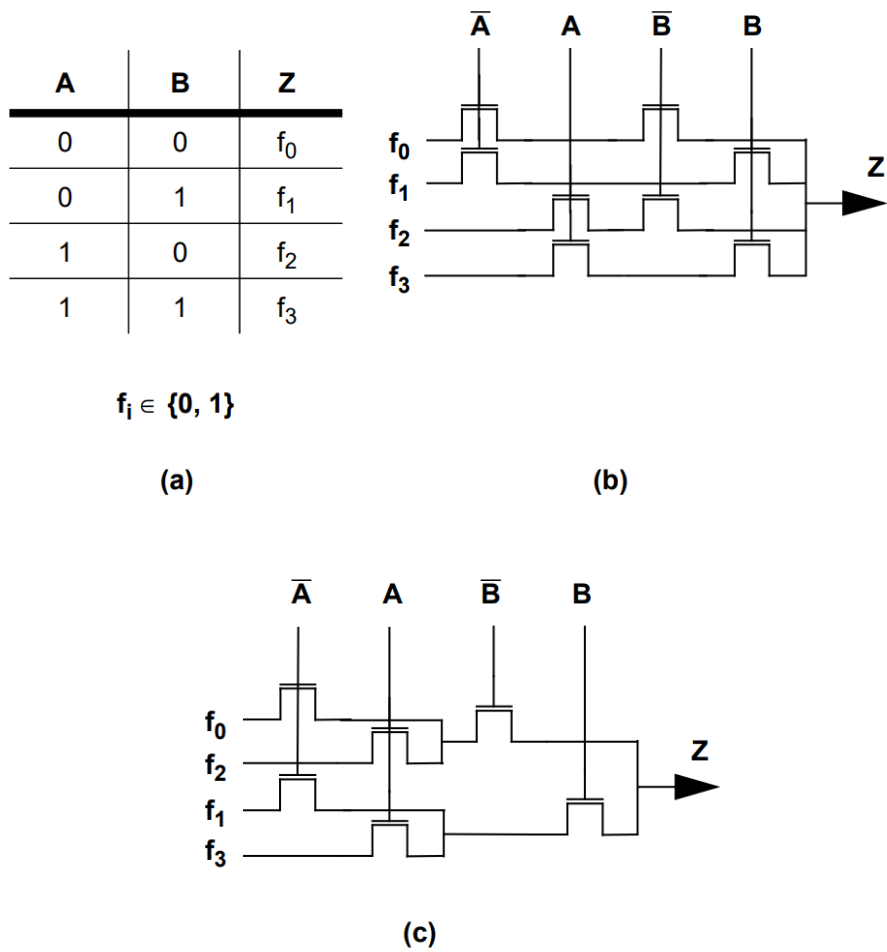 A B Z
0 0 f₀
0 1 f₁
1 0 f₂
1 1 f₃
fᵢ ∈ {0, 1}
(a)
A̅ A B̅ B
f₀
f₁
f₂
f₃
Z
(b)
A̅ A B̅ B
f₀
f₂
f₁
f₃
Z
(c)